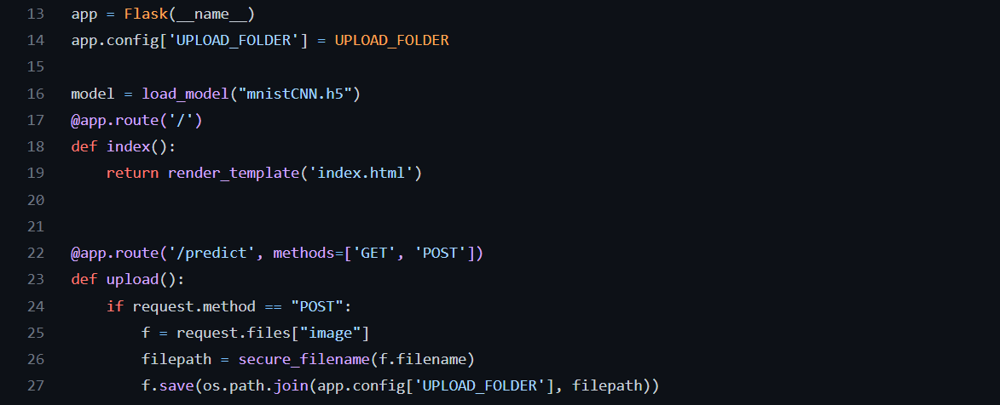 13 app = Flask(__name__)
14 app.config['UPLOAD_FOLDER'] = UPLOAD_FOLDER
15
16 model = load_model("mnistCNN.h5")
17 @app.route('/')
18 def index():
19     return render_template('index.html')
20
21
22 @app.route('/predict', methods=['GET', 'POST'])
23 def upload():
24     if request.method == "POST":
25         f = request.files["image"]
26         filepath = secure_filename(f.filename)
27         f.save(os.path.join(app.config['UPLOAD_FOLDER'], filepath))